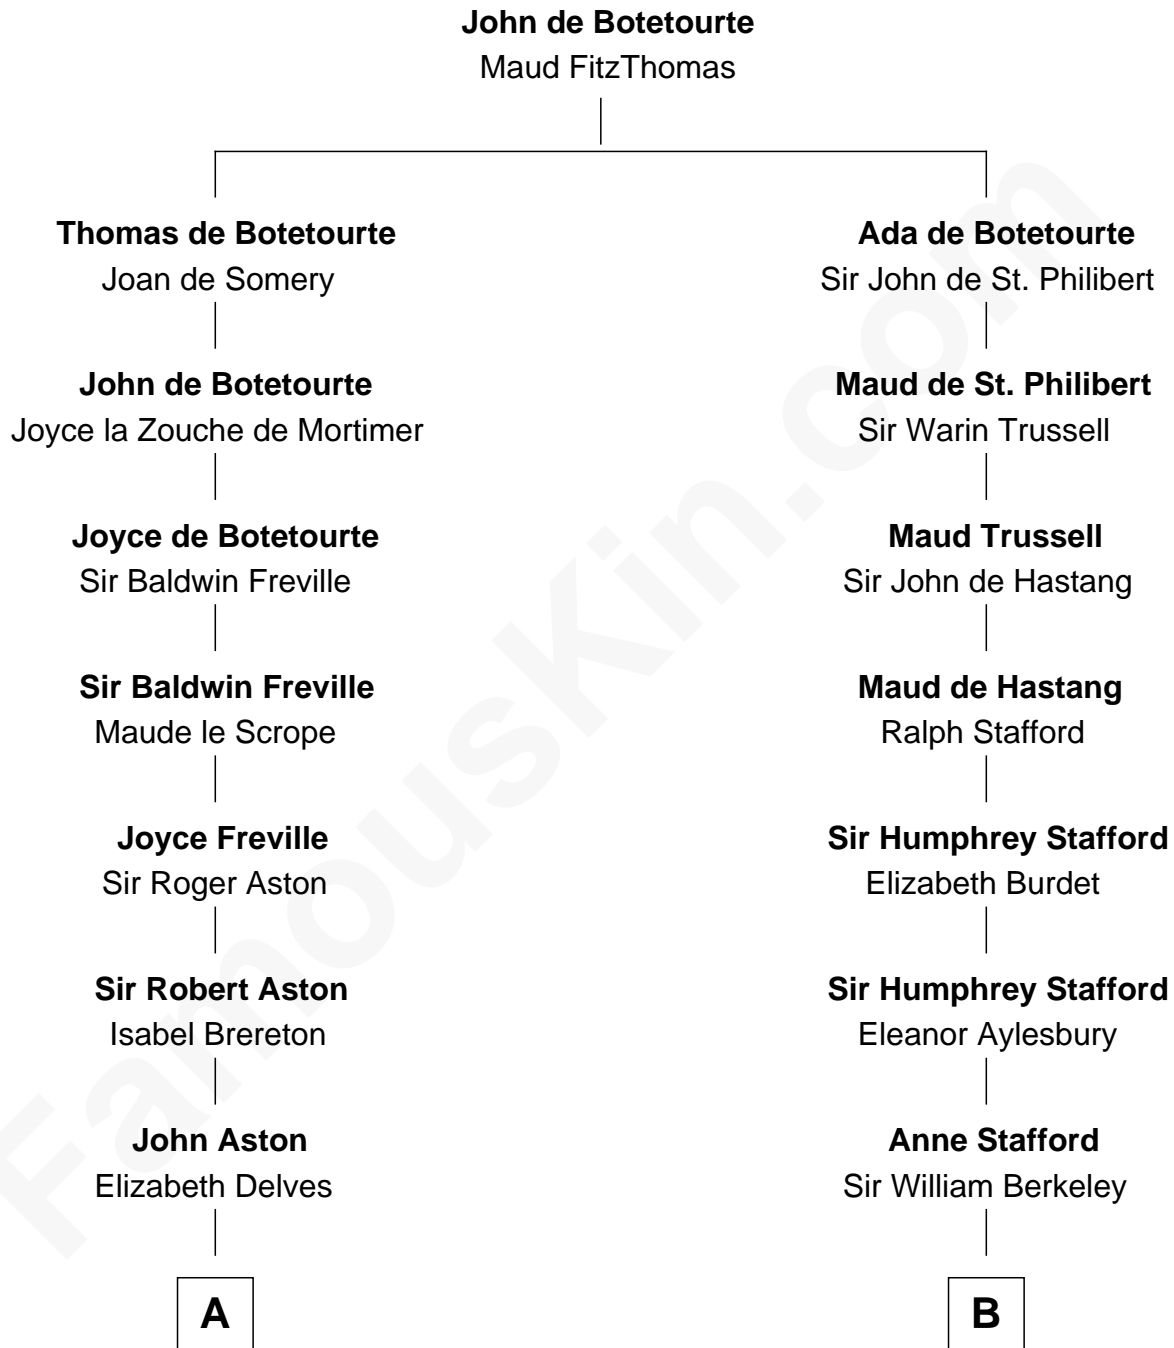 John de Botetourte
Maud FitzThomas
Thomas de Botetourte
Joan de Somery
Ada de Botetourte
Sir John de St. Philibert
John de Botetourte
Joyce la Zouche de Mortimer
Maud de St. Philibert
Sir Warin Trussell
Joyce de Botetourte
Sir Baldwin Freville
Maud Trussell
Sir John de Hastang
Sir Baldwin Freville
Maude le Scrope
Maud de Hastang
Ralph Stafford
Joyce Freville
Sir Roger Aston
Sir Humphrey Stafford
Elizabeth Burdet
Sir Robert Aston
Isabel Brereton
Sir Humphrey Stafford
Eleanor Aylesbury
John Aston
Elizabeth Delves
Anne Stafford
Sir William Berkeley
A
B
FamousKin.com